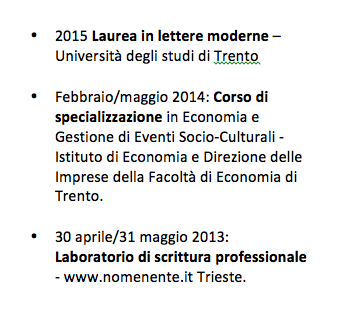 • 2015 Laurea in lettere moderne –
Università degli studi di Trento
• Febbraio/maggio 2014: Corso di
specializzazione in Economia e
Gestione di Eventi Socio-Culturali -
Istituto di Economia e Direzione delle
Imprese della Facoltà di Economia di
Trento.
• 30 aprile/31 maggio 2013:
Laboratorio di scrittura professionale
- www.nomenente.it Trieste.